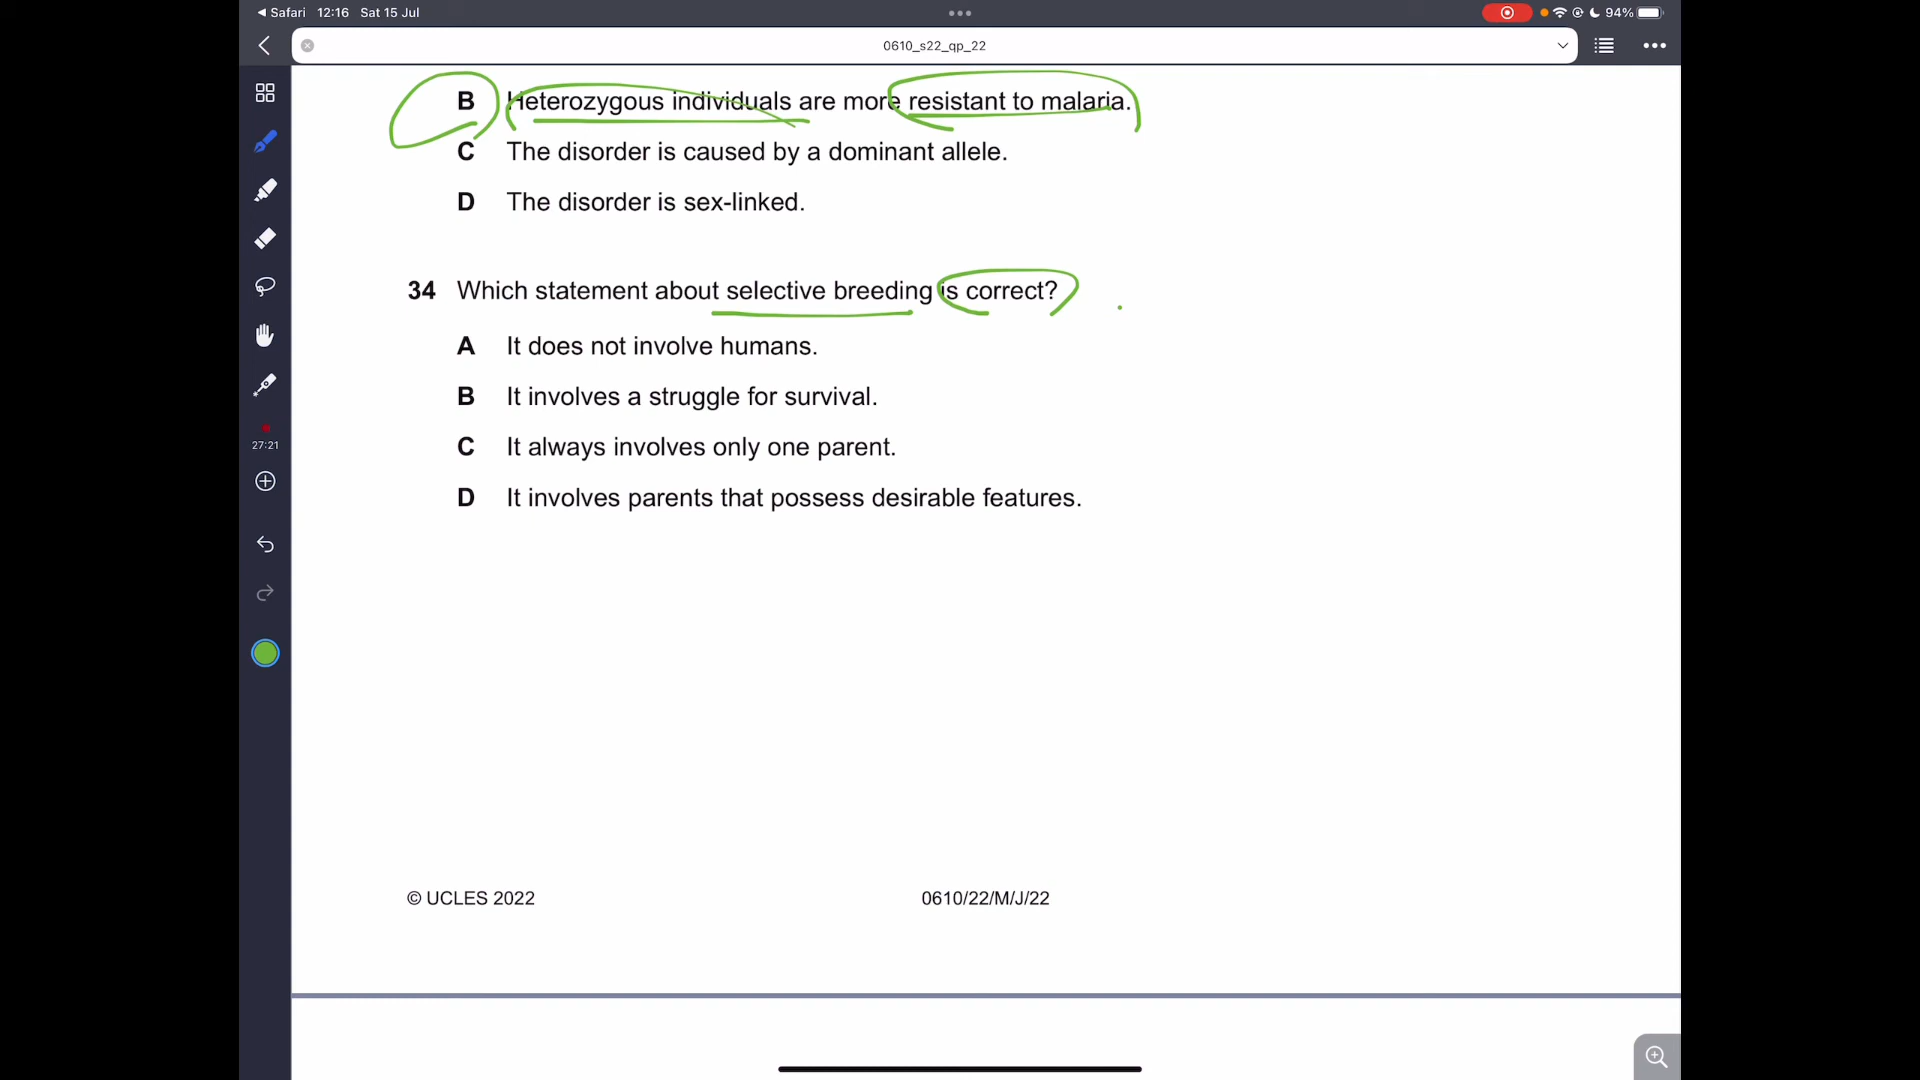 Safari 12:16 Sat 15 Jul
94%
0610_s22_qp_22
B Heterozygous individuals are more resistant to malaria.
C The disorder is caused by a dominant allele.
D The disorder is sex-linked.
34 Which statement about selective breeding is correct?
A It does not involve humans.
B It involves a struggle for survival.
C It always involves only one parent.
D It involves parents that possess desirable features.
27:21
© UCLES 2022 0610/22/M/J/22